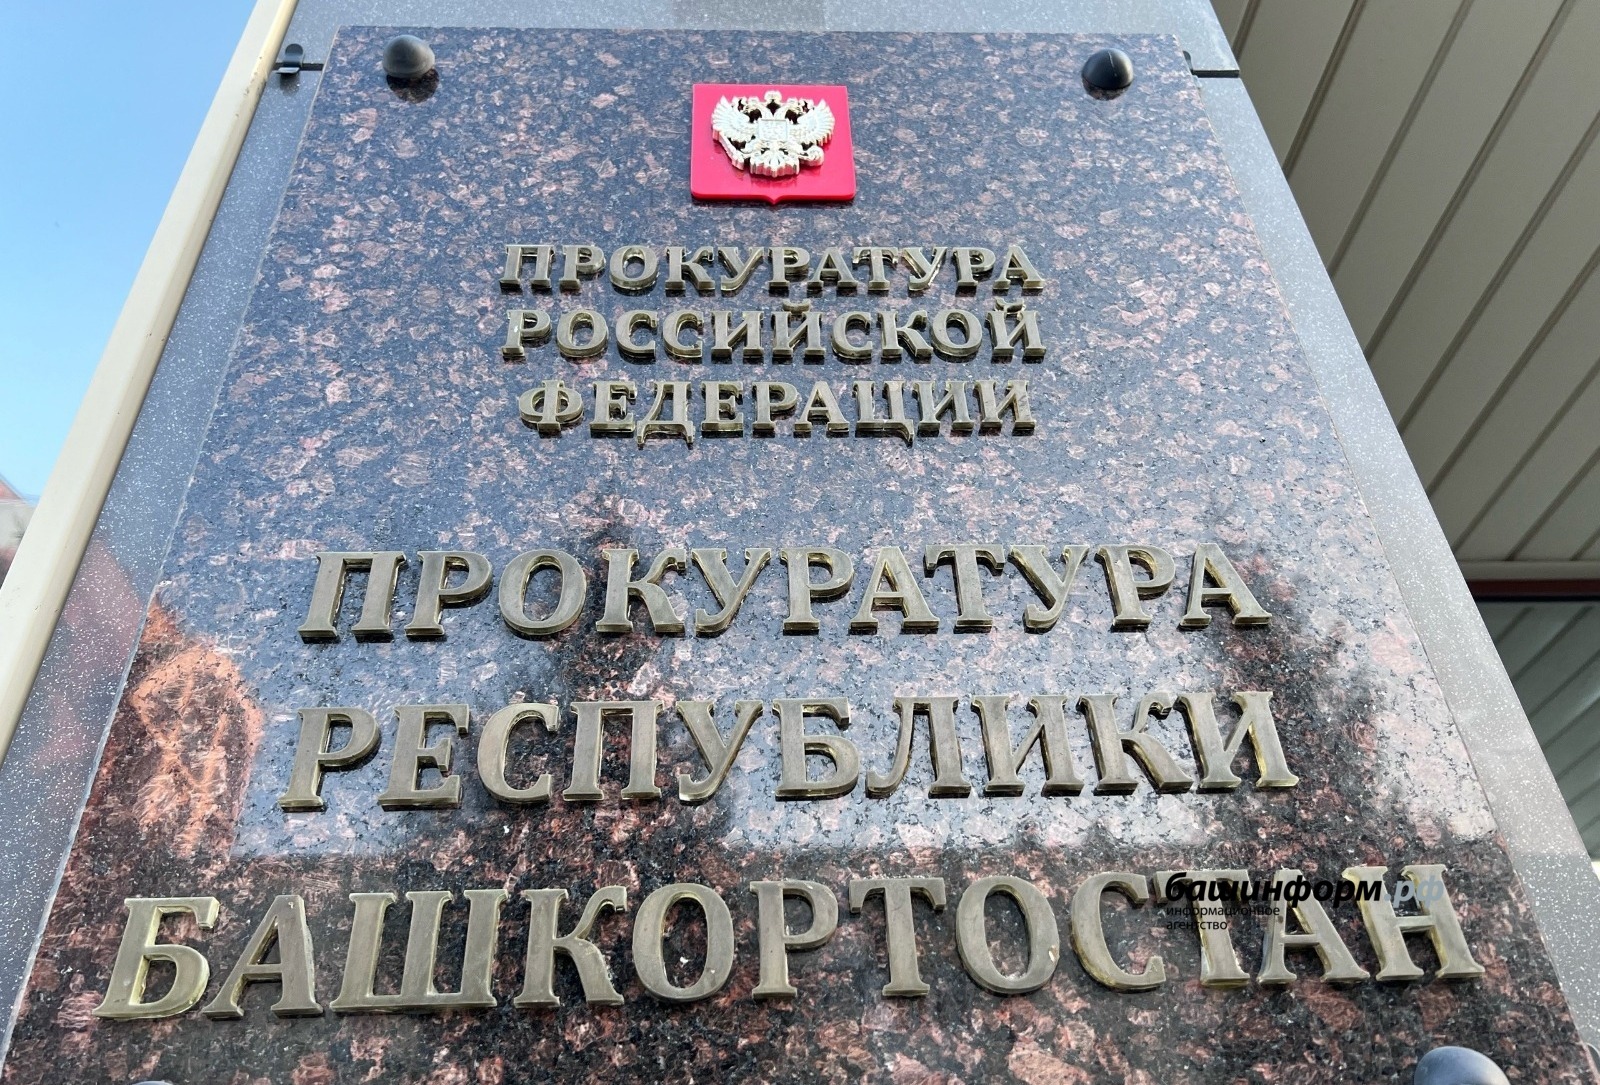 ПРОКУРАТУРА
РОССИЙСКОЙ
ФЕДЕРАЦИИ
ПРОКУРАТУРА
РЕСПУБЛИКИ
БАШКОРТОСТАН
башинформ.рф
информационное
агентство